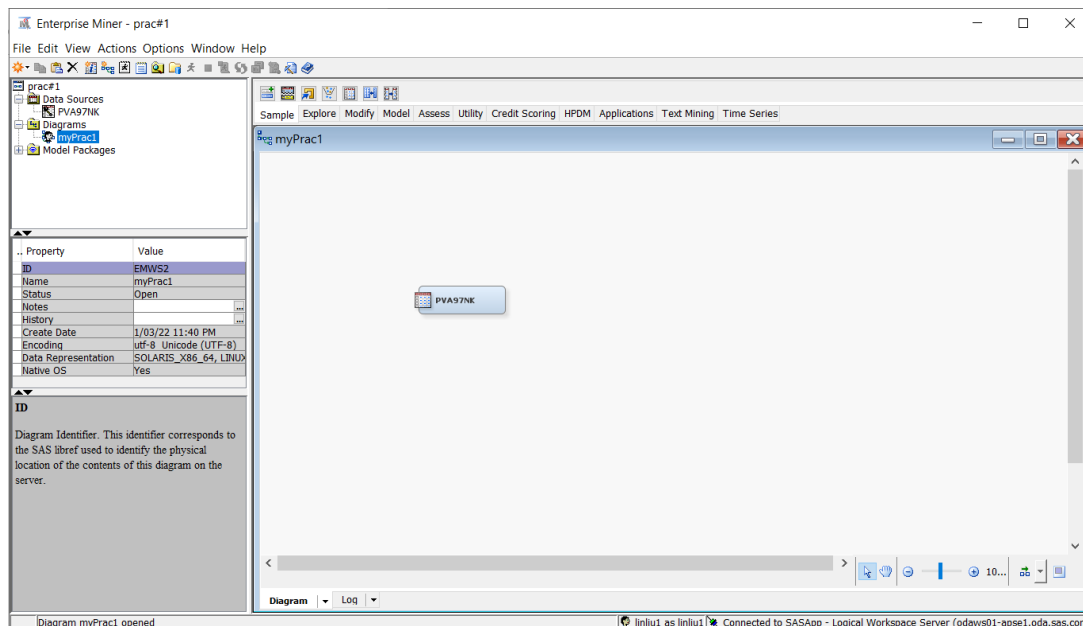 Enterprise Miner - prac#1
File Edit View Actions Options Window Help
prac#1
Data Sources
PVA97NK
Diagrams
myPrac1
Model Packages
.. Property Value
ID EMWS2
Name myPrac1
Status Open
Notes ...
History ...
Create Date 1/03/22 11:40 PM
Encoding utf-8 Unicode (UTF-8)
Data Representation SOLARIS_X86_64, LINUX
Native OS Yes
ID
Diagram Identifier. This identifier corresponds to
the SAS libref used to identify the physical
location of the contents of this diagram on the
server.
Sample Explore Modify Model Assess Utility Credit Scoring HPDM Applications Text Mining Time Series
myPrac1
PVA97NK
10...
Diagram Log
Diagram myPrac1 opened
linliu1 as linliu1 Connected to SASApp - Logical Workspace Server (odaws01-apse1.oda.sas.com